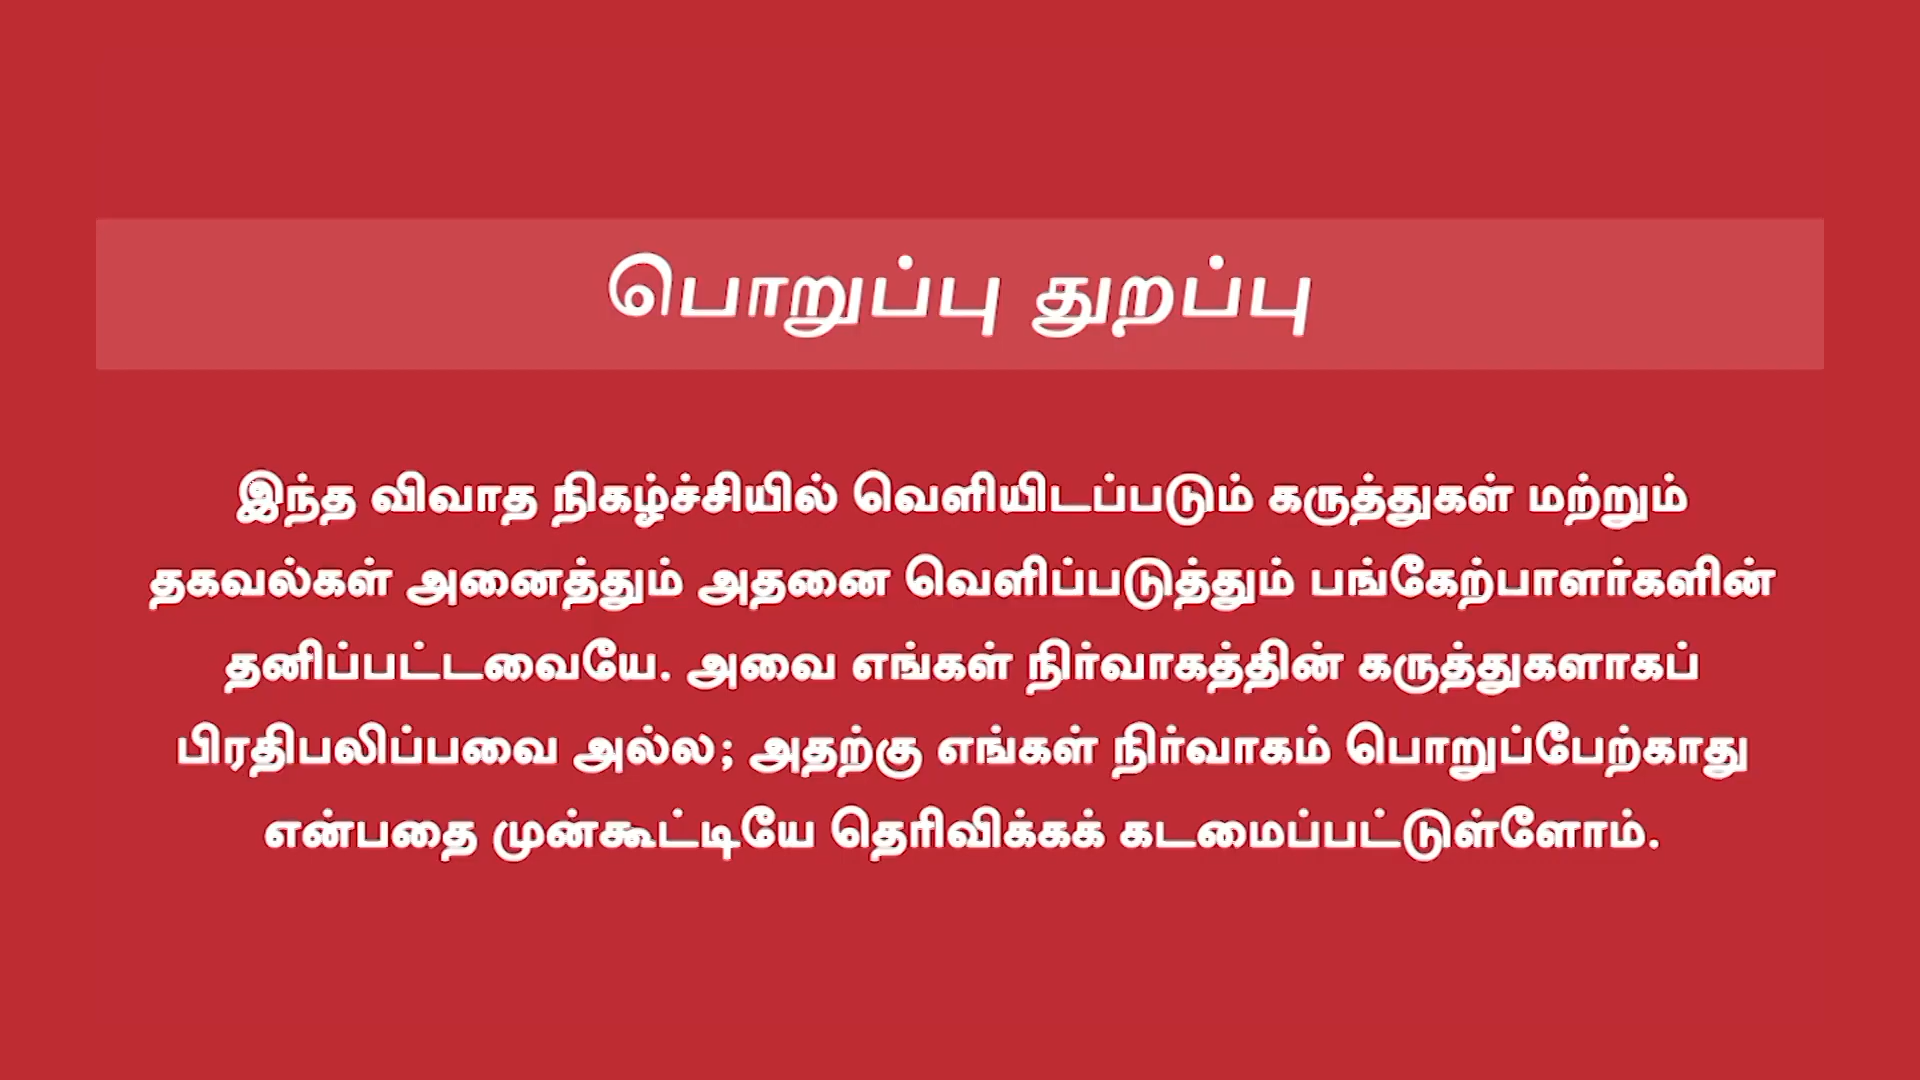 பொறுப்பு துறப்பு
இந்த விவாத நிகழ்ச்சியில் வெளியிடப்படும் கருத்துகள் மற்றும்
தகவல்கள் அனைத்தும் அதனை வெளிப்படுத்தும் பங்கேற்பாளர்களின்
தனிப்பட்டவையே. அவை எங்கள் நிர்வாகத்தின் கருத்துகளாகப்
பிரதிபலிப்பவை அல்ல; அதற்கு எங்கள் நிர்வாகம் பொறுப்பேற்காது
என்பதை முன்கூட்டியே தெரிவிக்கக் கடமைப்பட்டுள்ளோம்.